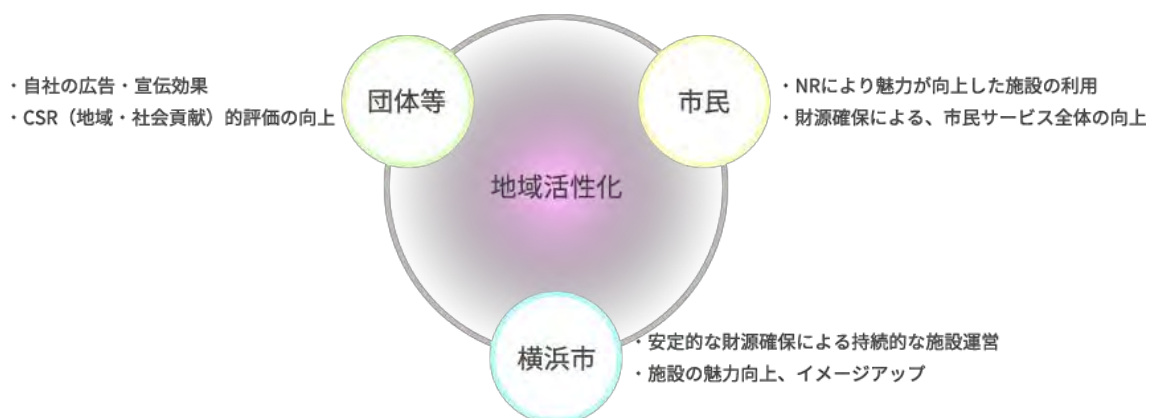 団体等
・自社の広告・宣伝効果
・CSR（地域・社会貢献）的評価の向上
市民
・NRにより魅力が向上した施設の利用
・財源確保による、市民サービス全体の向上
地域活性化
横浜市
・安定的な財源確保による持続的な施設運営
・施設の魅力向上、イメージアップ